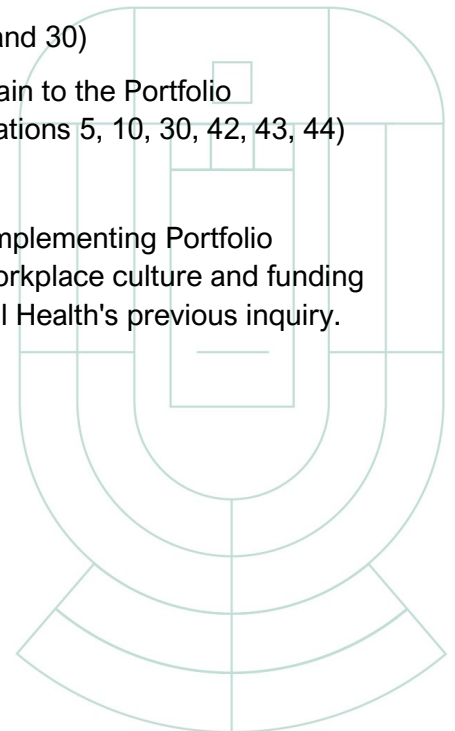 and 30)
ain to the Portfolio
ations 5, 10, 30, 42, 43, 44)
mplementing Portfolio
orkplace culture and funding
l Health's previous inquiry.